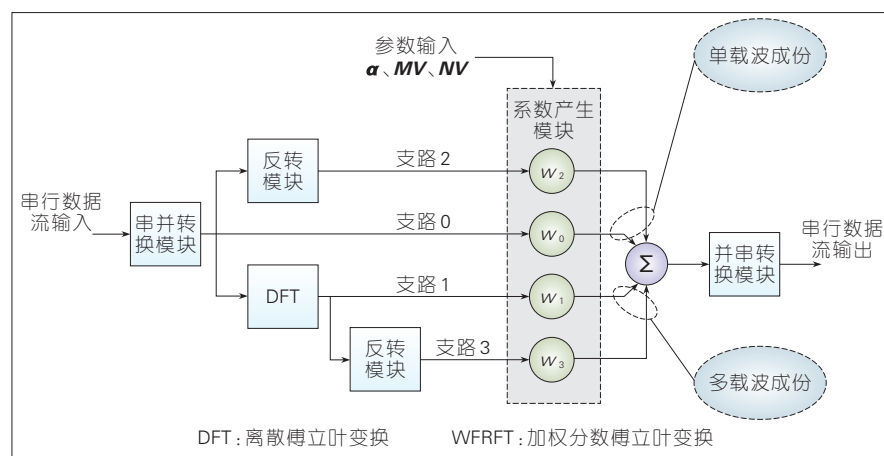 参数输入
α、MV、NV
单载波成份
系数产生
模块
反转
模块
支路2
w₂
串行数据
流输入
串并转
换模块
支路0
w₀
Σ
并串转
换模块
串行数据
流输出
DFT
支路1
w₁
反转
模块
支路3
w₃
多载波成份
DFT:离散傅立叶变换
WFRFT:加权分数傅立叶变换